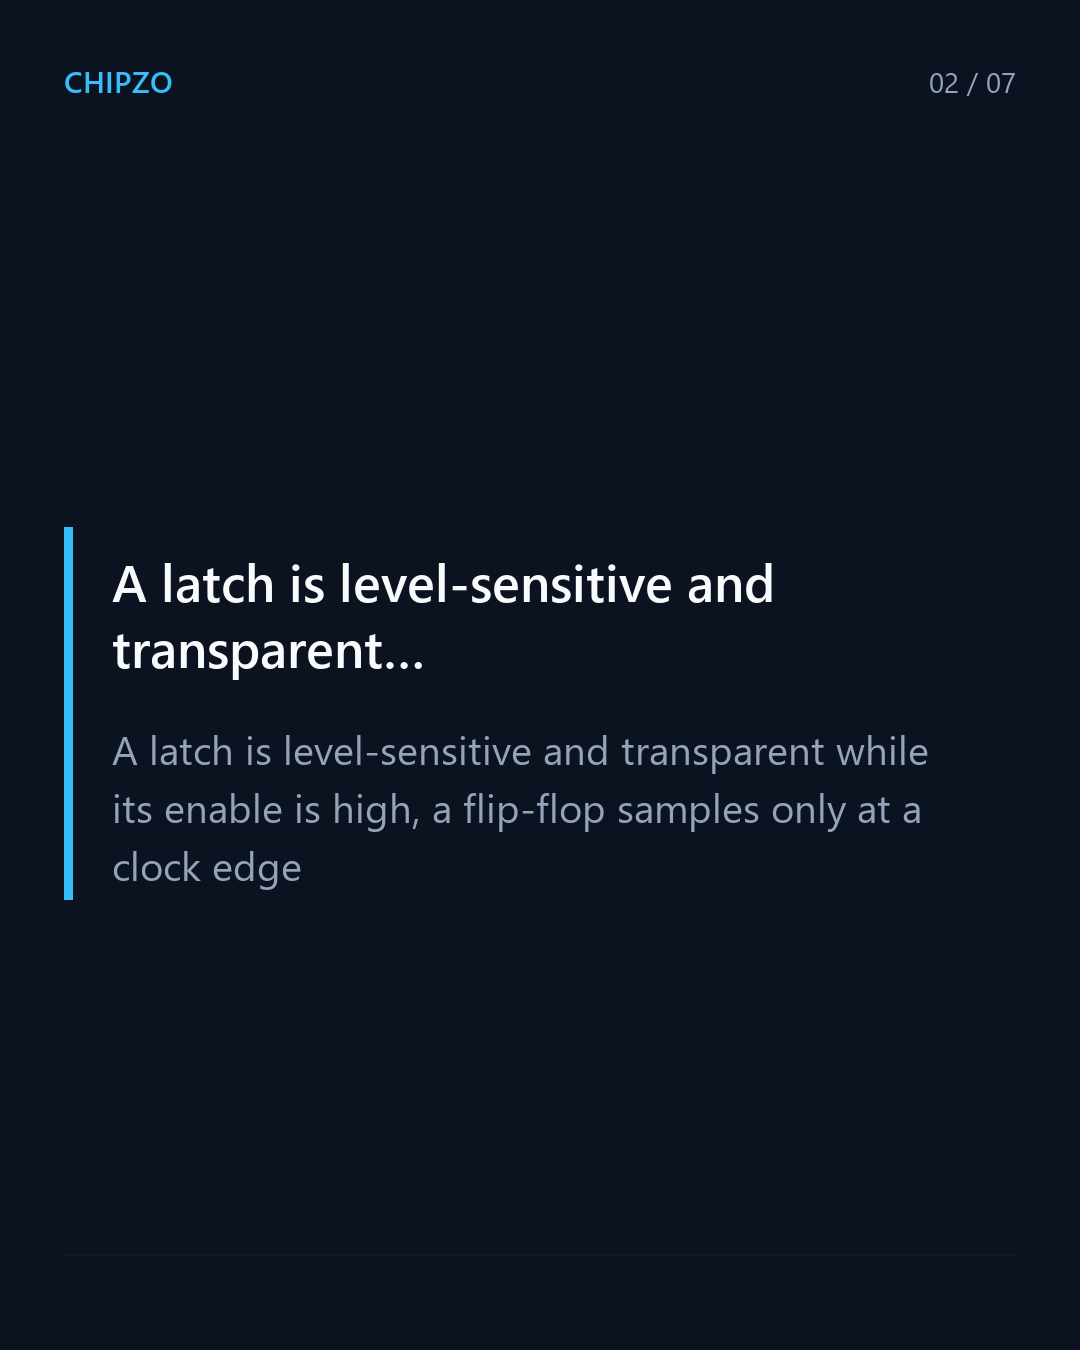 CHIPZO
02 / 07
A latch is level-sensitive and
transparent...
A latch is level-sensitive and transparent while
its enable is high, a flip-flop samples only at a
clock edge